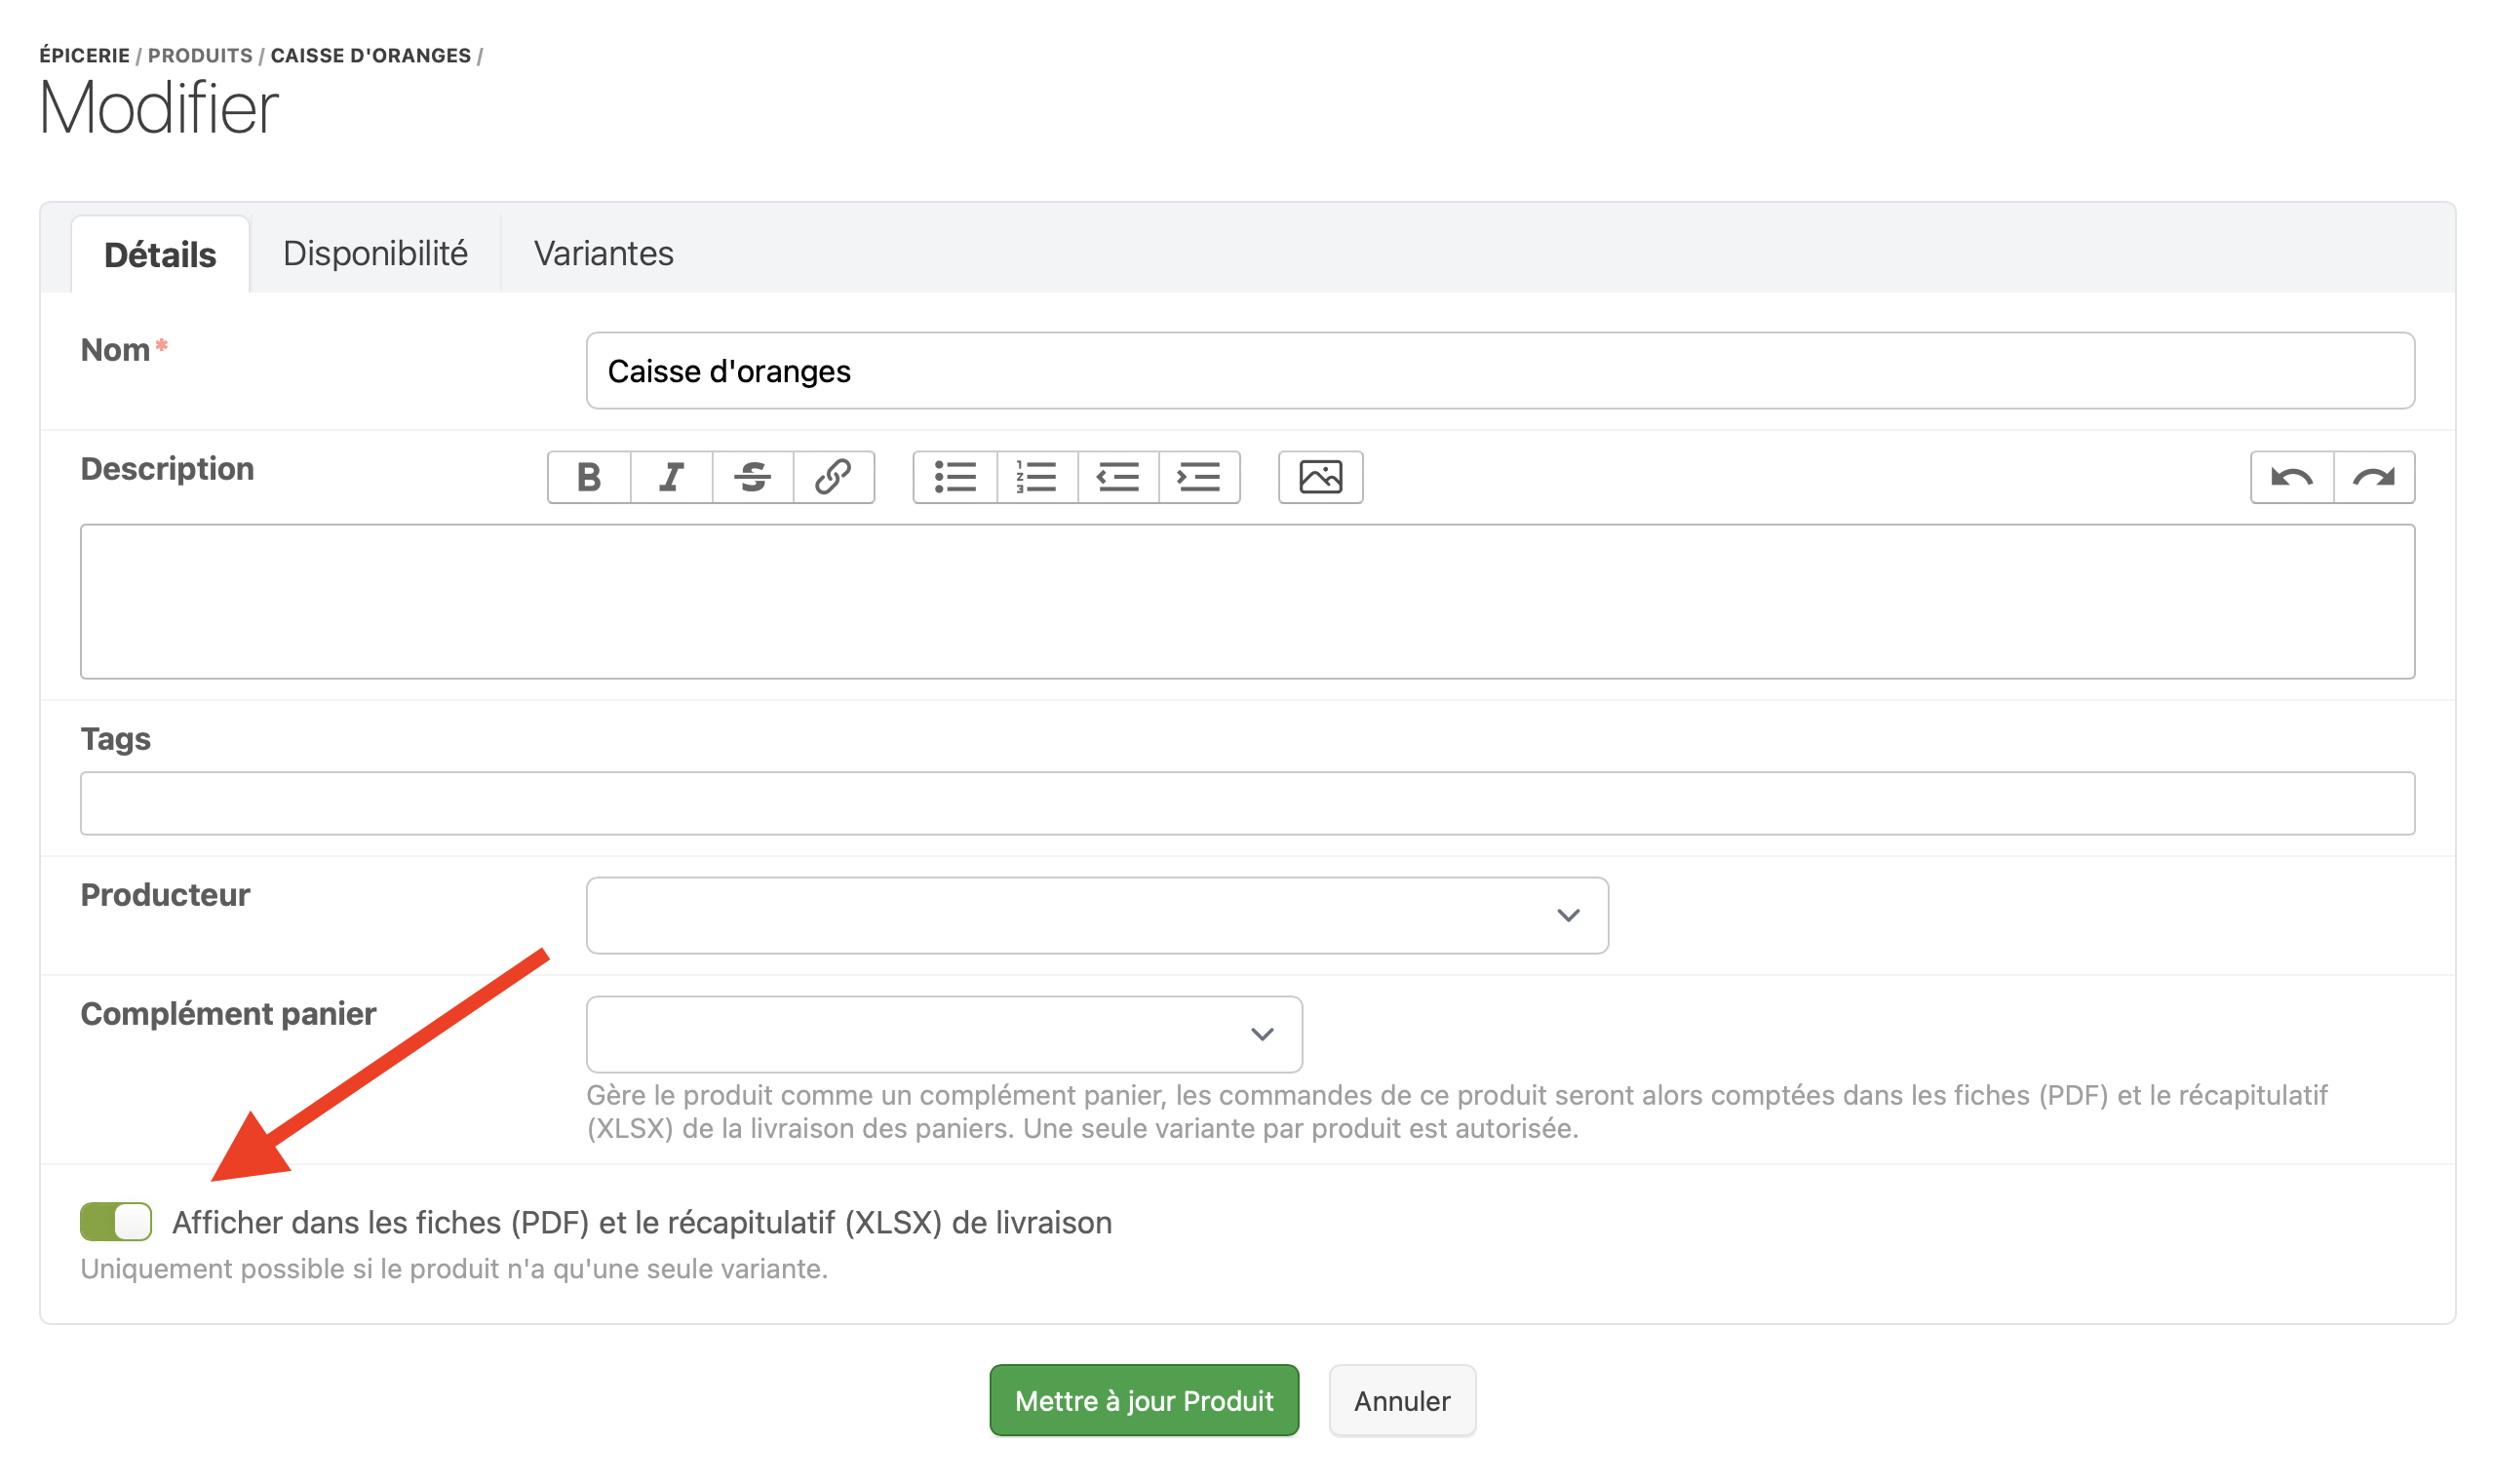 ÉPICERIE / PRODUITS / CAISSE D'ORANGES /
Modifier
Détails Disponibilité Variantes
Nom*
Caisse d'oranges
Description
Tags
Producteur
Complément panier
Gère le produit comme un complément panier, les commandes de ce produit seront alors comptées dans les fiches (PDF) et le récapitulatif
(XLSX) de la livraison des paniers. Une seule variante par produit est autorisée.
Afficher dans les fiches (PDF) et le récapitulatif (XLSX) de livraison
Uniquement possible si le produit n'a qu'une seule variante.
Mettre à jour Produit Annuler